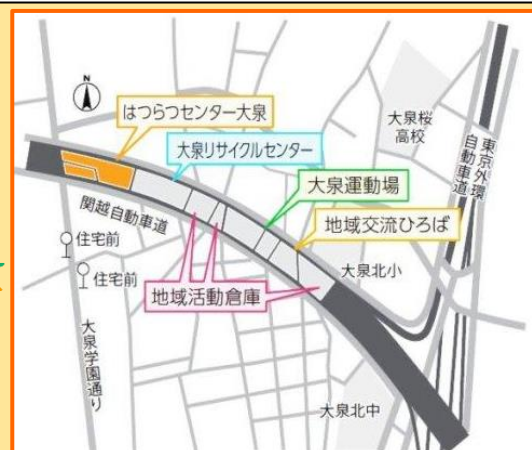 N
はつらつセンター大泉
大泉リサイクルセンター
大泉桜
高校
東京外環
自動車道
大泉運動場
関越自動車道
地域交流ひろば
住宅前
大泉北小
住宅前
地域活動倉庫
大泉学園通り
大泉北中